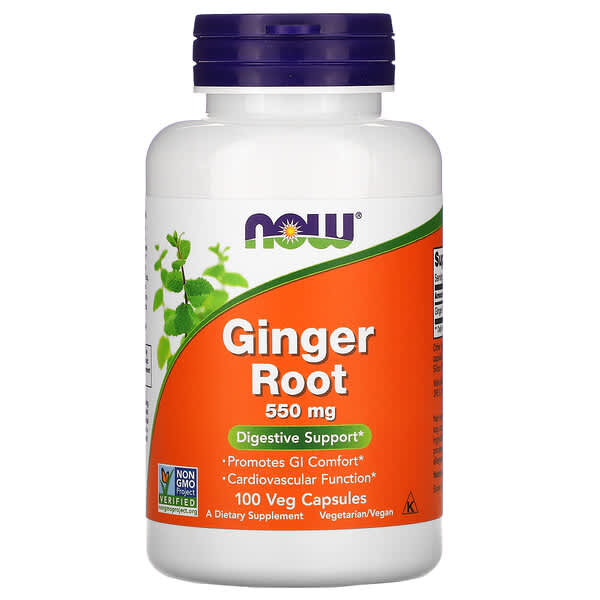 now®
Ginger
Root
550 mg
Digestive Support*
• Promotes GI Comfort*
• Cardiovascular Function*
100 Veg Capsules
A Dietary Supplement
Vegetarian/Vegan
NON
GMO
Project
VERIFIED
nongmoproject.org
K